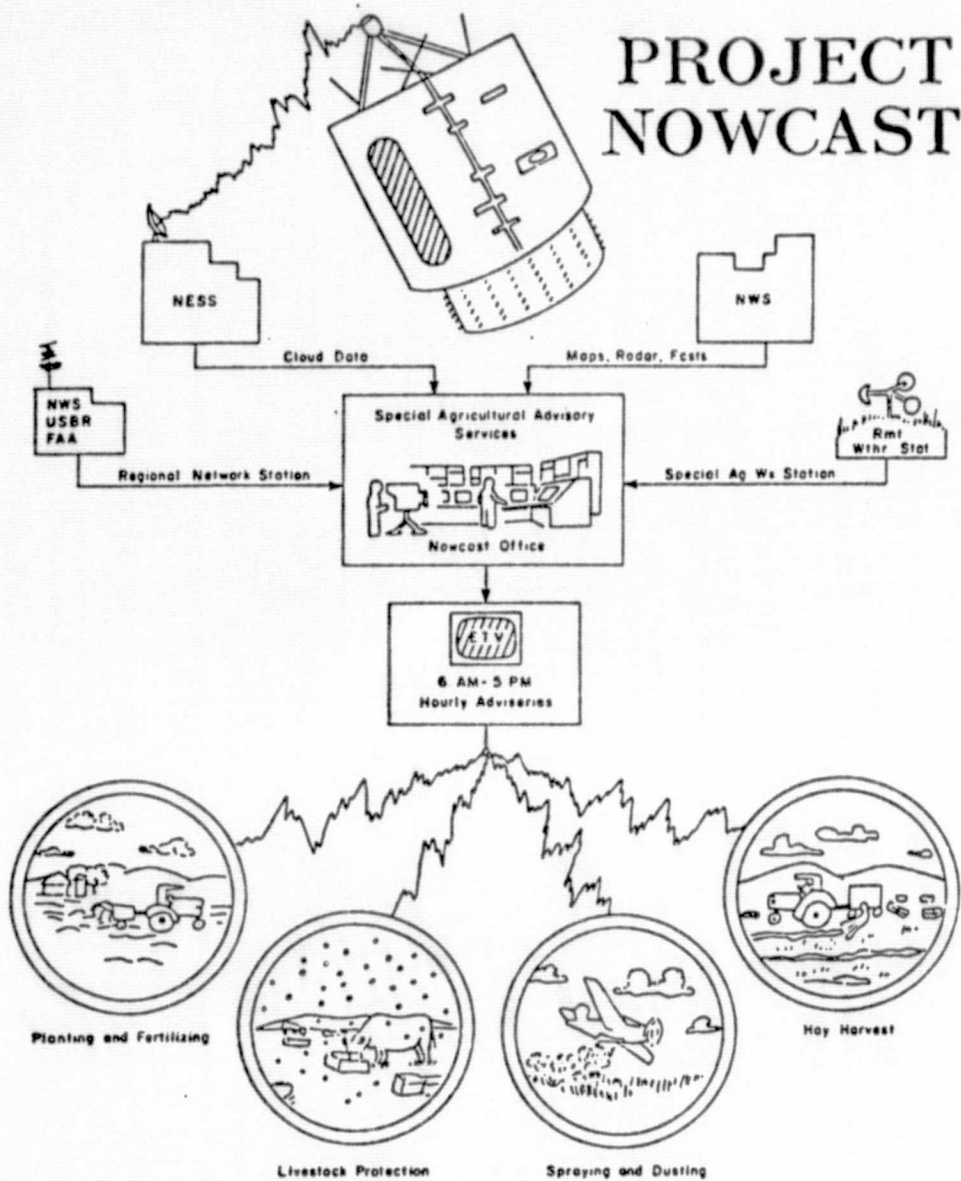 PROJECT
NOWCAST
NESS
NWS
Cloud Data
Maps, Radar, Fcsts
NWS
USBR
FAA
Special Agricultural Advisory
Services
Rmt
Wthr Stat
Regional Network Station
Special Ag Wx Station
Nowcast Office
ETV
6 AM-5 PM
Hourly Advisories
Planting and Fertilizing
Hay Harvest
Livestock Protection
Spraying and Dusting